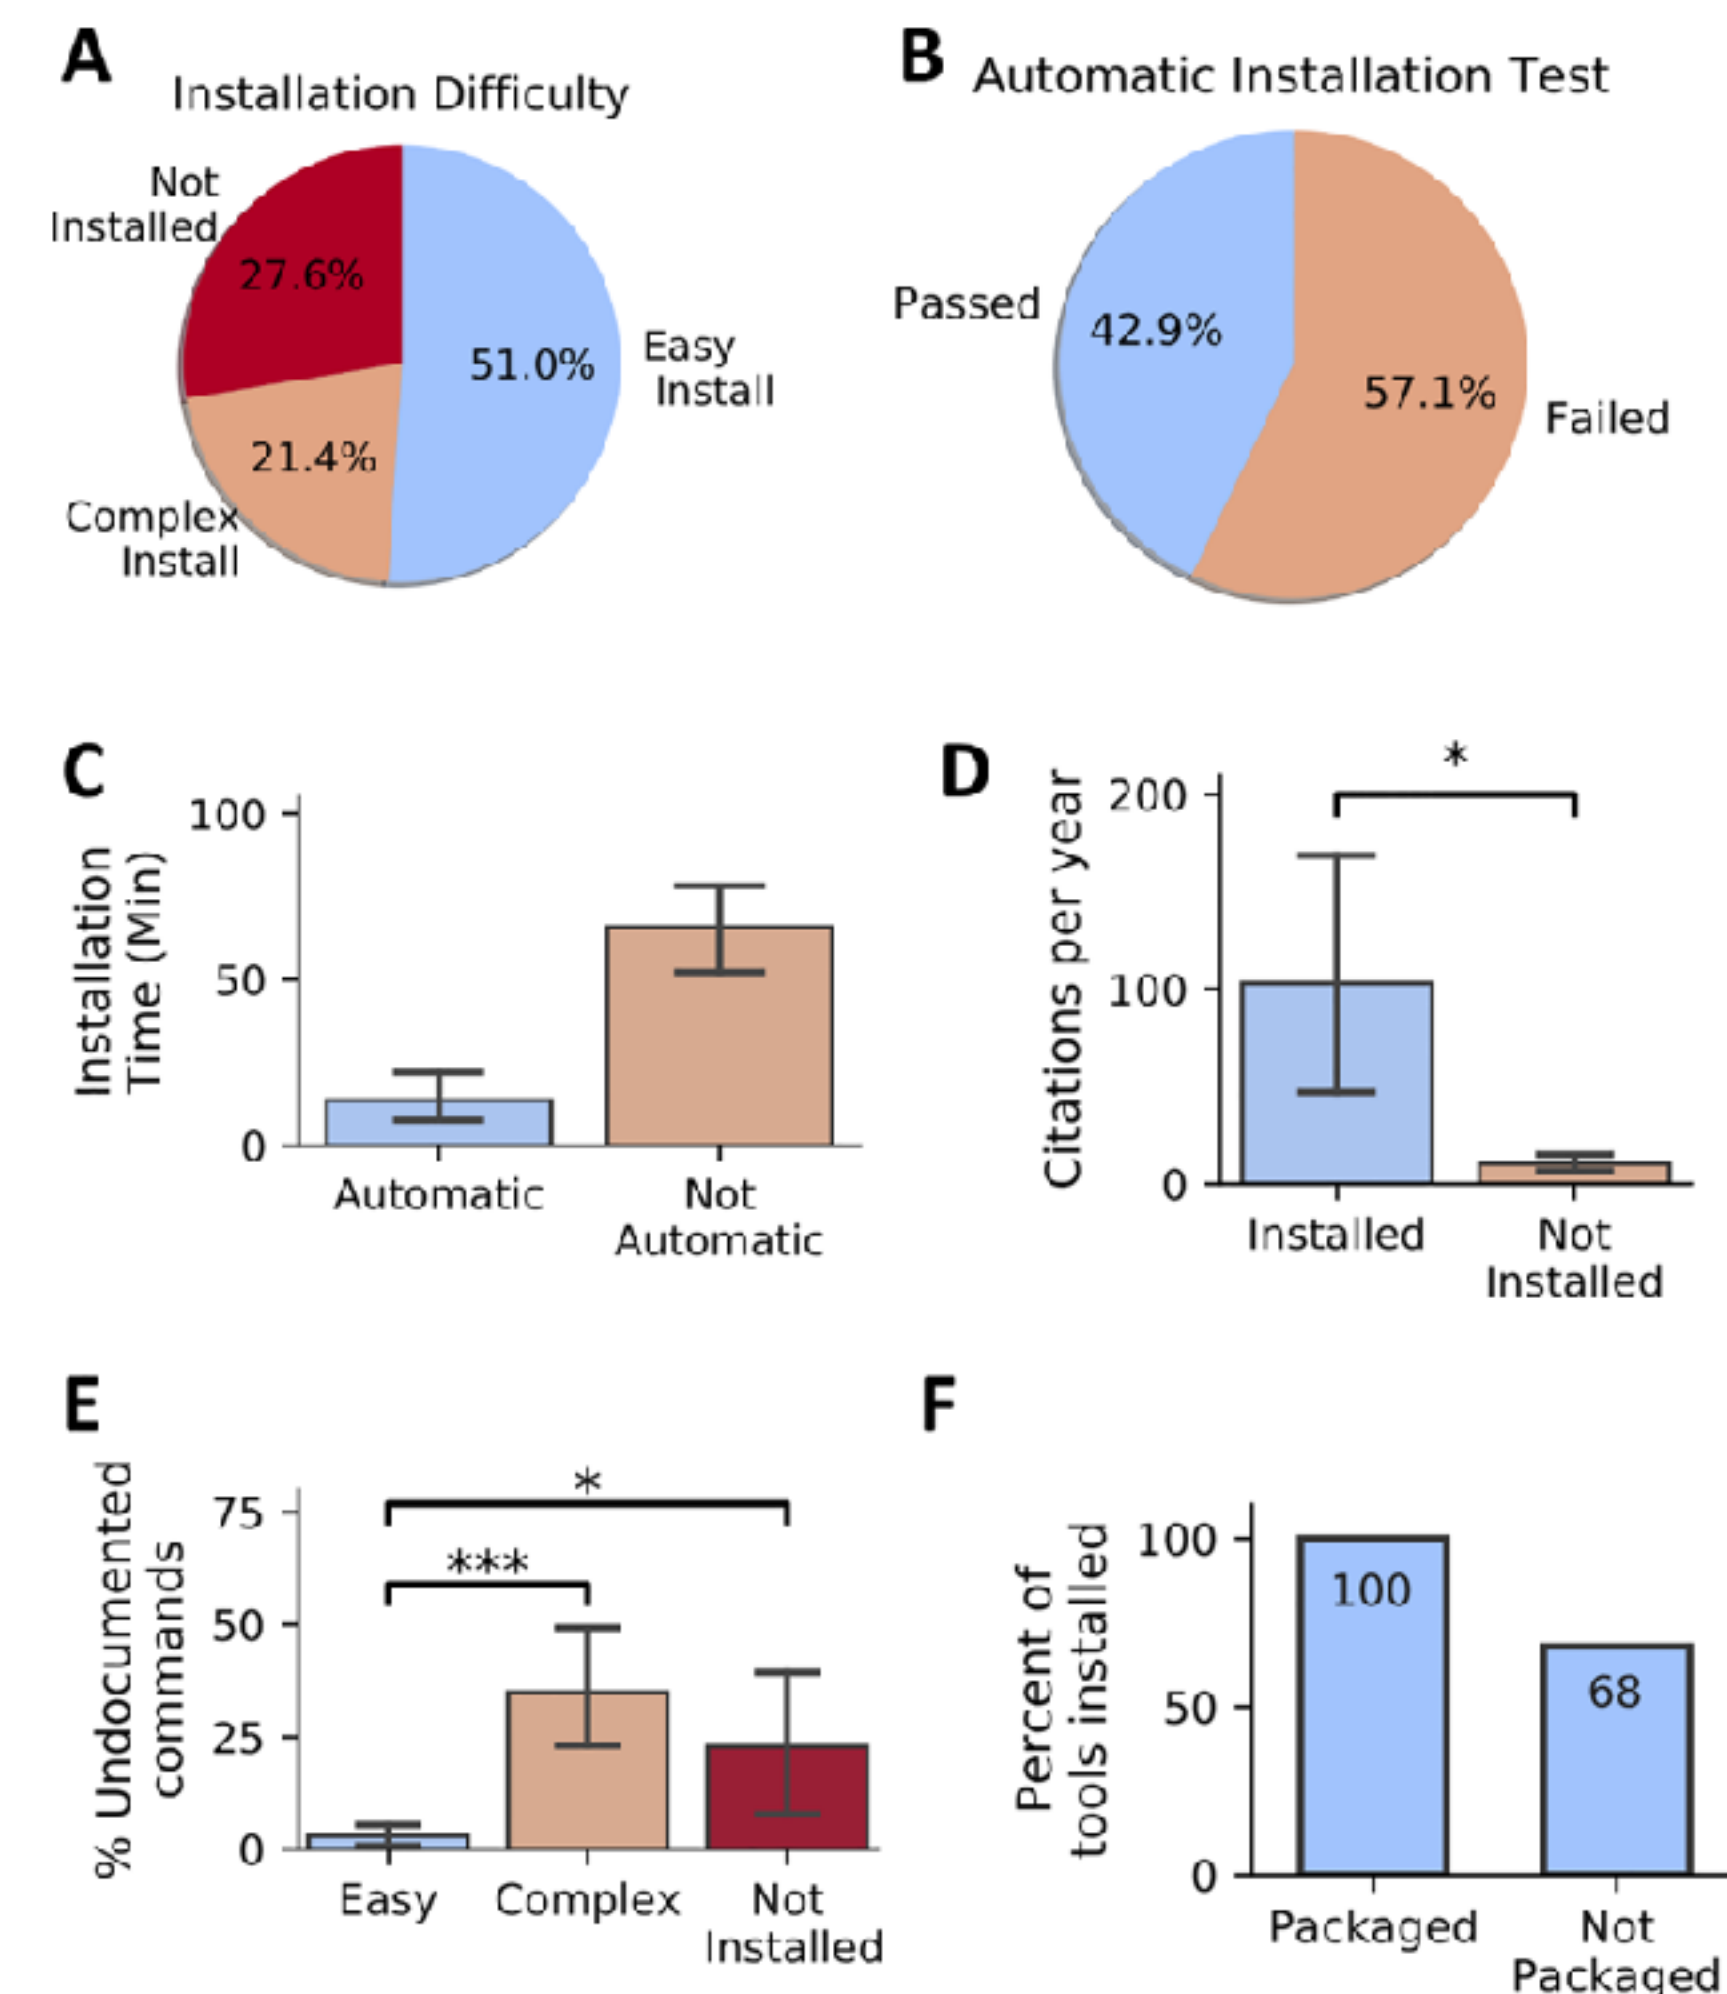 A
Installation Difficulty
Not
Installed
27.6%
51.0%
Easy
Install
21.4%
Complex
Install
B
Automatic Installation Test
Passed
42.9%
57.1%
Failed
C
Installation
Time (Min)
100
50
0
Automatic
Not
Automatic
D
Citations per year
200
100
0
*
Installed
Not
Installed
E
% Undocumented
commands
75
50
25
0
*
***
Easy
Complex
Not
Installed
F
Percent of
tools installed
100
50
0
100
68
Packaged
Not
Packaged